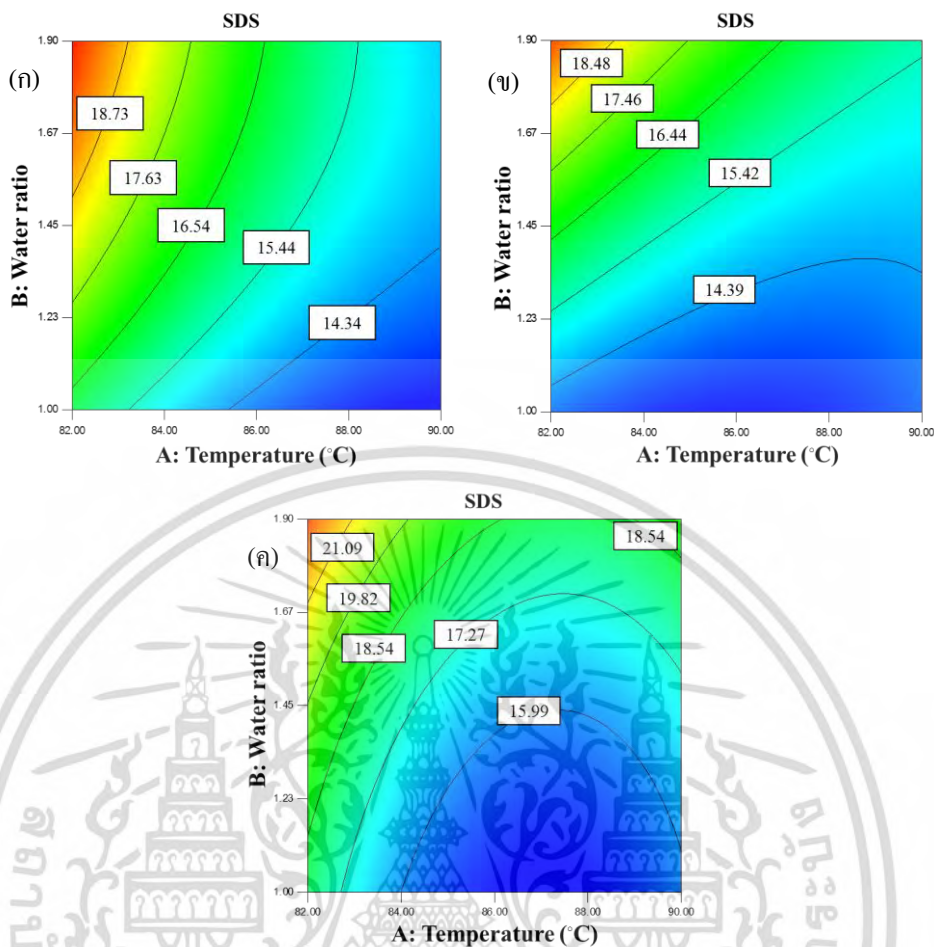 SDS
(ก)
1.90
18.73
1.67
17.63
B: Water ratio
1.45
16.54
15.44
1.23
14.34
1.00
82.00 84.00 86.00 88.00 90.00
A: Temperature (°C)
SDS
(ข)
1.90
18.48
17.46
1.67
16.44
15.42
B: Water ratio
1.45
14.39
1.23
1.00
82.00 84.00 86.00 88.00 90.00
A: Temperature (°C)
SDS
(ค)
1.90
21.09
18.54
19.82
1.67
18.54
17.27
B: Water ratio
1.45
15.99
1.23
1.00
82.00 84.00 86.00 88.00 90.00
A: Temperature (°C)